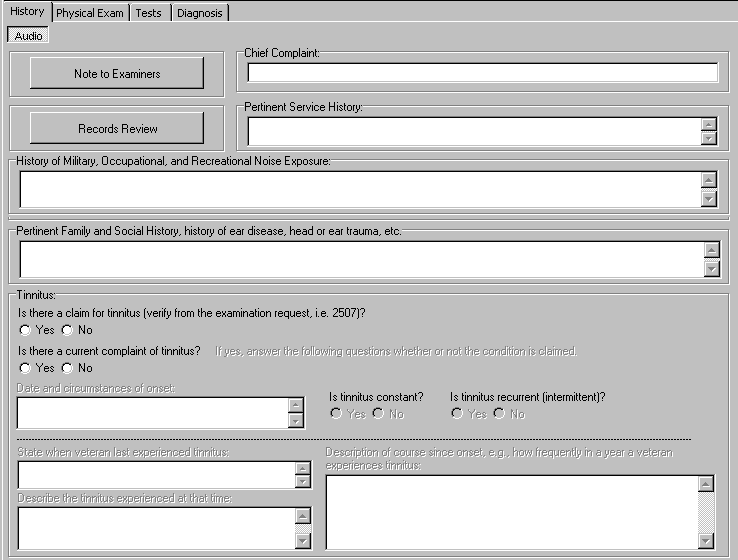 History Physical Exam Tests Diagnosis
Audio
Note to Examiners
Chief Complaint:
Records Review
Pertinent Service History:
History of Military, Occupational, and Recreational Noise Exposure:
Pertinent Family and Social History, history of ear disease, head or ear trauma, etc.
Tinnitus:
Is there a claim for tinnitus (verify from the examination request, i.e. 2507)?
Yes No
Is there a current complaint of tinnitus? If yes, answer the following questions whether or not the condition is claimed.
Yes No
Date and circumstances of onset:
Is tinnitus constant? Is tinnitus recurrent (intermittent)?
Yes No Yes No
State when veteran last experienced tinnitus:
Describe the tinnitus experienced at that time:
Description of course since onset, e.g., how frequently in a year a veteran
experiences tinnitus: